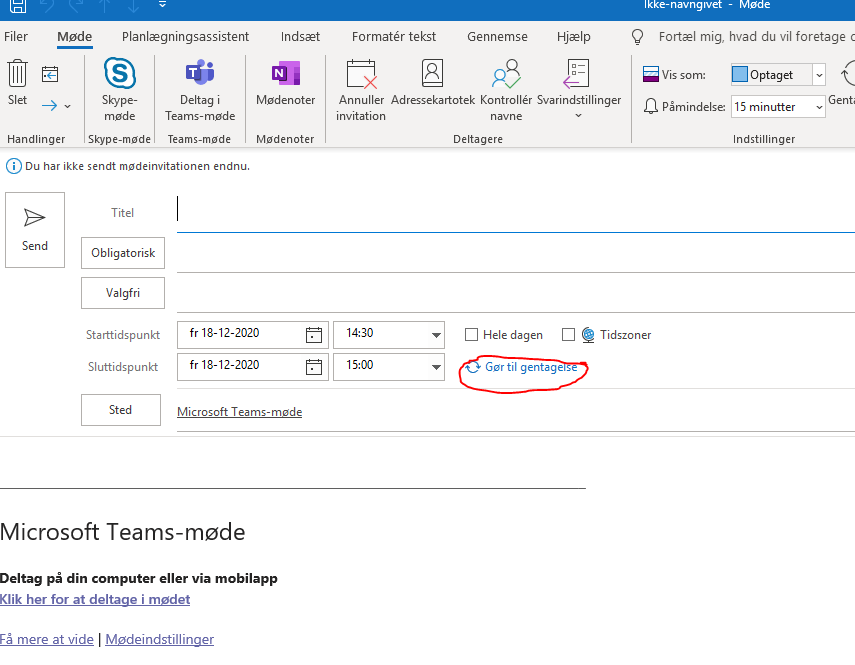 Ikke-navngivet - Møde
Filer Møde Planlægningsassistent Indsæt Formatér tekst Gennemse Hjælp Fortæl mig, hvad du vil foretage
Slet
Skype-
møde
Deltag i
Teams-møde
Mødenoter
Annuller
invitation
Adressekartotek
Kontrollér
navne
Svarindstillinger
Vis som: Optaget
Påmindelse: 15 minutter
Handlinger Skype-møde Teams-møde Mødenoter Deltagere Indstillinger
Du har ikke sendt mødeinvitationen endnu.
Send
Titel
Obligatorisk
Valgfri
Starttidspunkt fr 18-12-2020 14:30 Hele dagen Tidszoner
Sluttidspunkt fr 18-12-2020 15:00 Gør til gentagelse
Sted Microsoft Teams-møde
Microsoft Teams-møde
Deltag på din computer eller via mobilapp
Klik her for at deltage i mødet
Få mere at vide | Mødeindstillinger